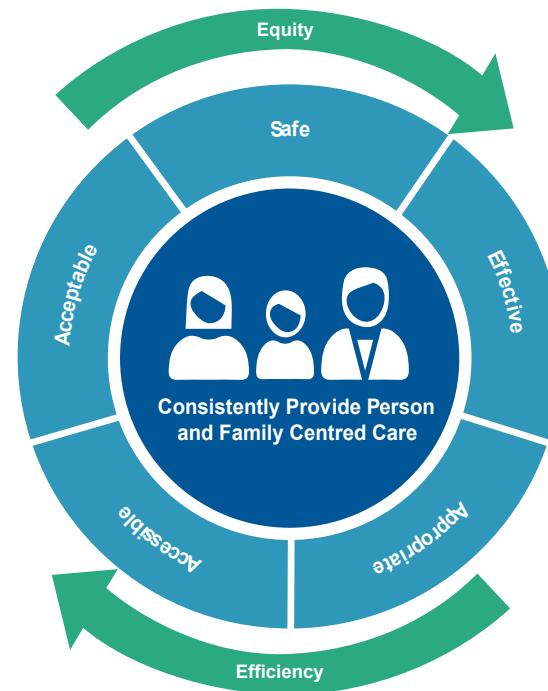 Equity
Safe
Effective
Acceptable
Consistently Provide Person
and Family Centred Care
Appropriate
Accessible
Efficiency